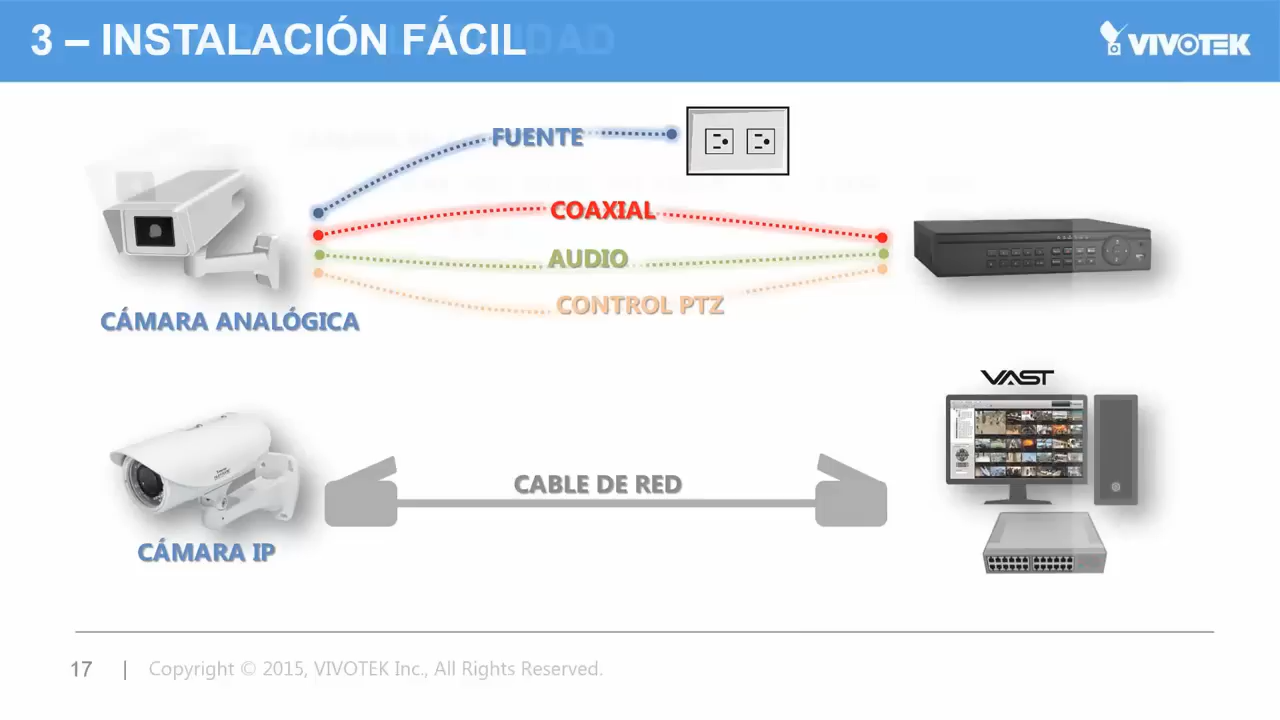 3 – INSTALACIÓN FÁCIL
VIVOTEK
FUENTE
COAXIAL
AUDIO
CONTROL PTZ
CÁMARA ANALÓGICA
VAST
CABLE DE RED
CÁMARA IP
17 | Copyright © 2015, VIVOTEK Inc., All Rights Reserved.